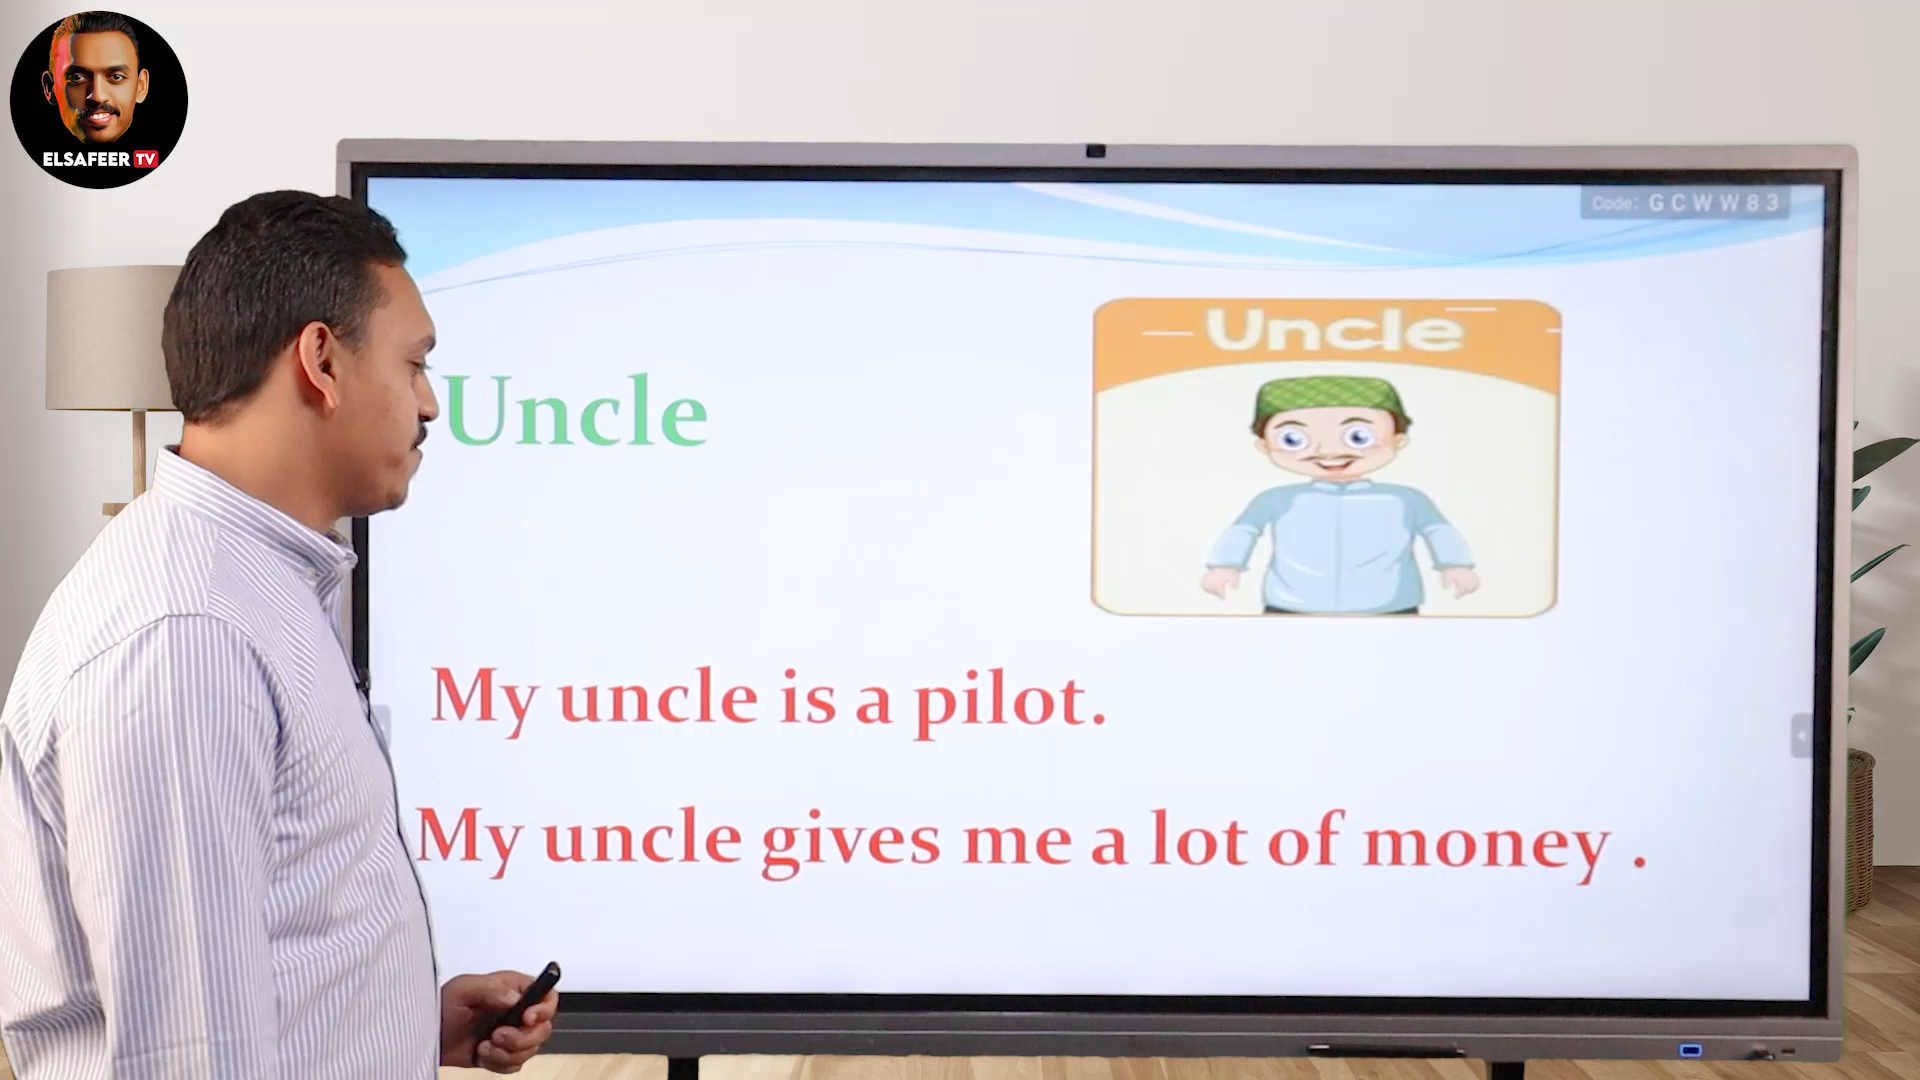 ELSAFEER TV
Code: GCWW83
Uncle
Uncle
My uncle is a pilot.
My uncle gives me a lot of money .